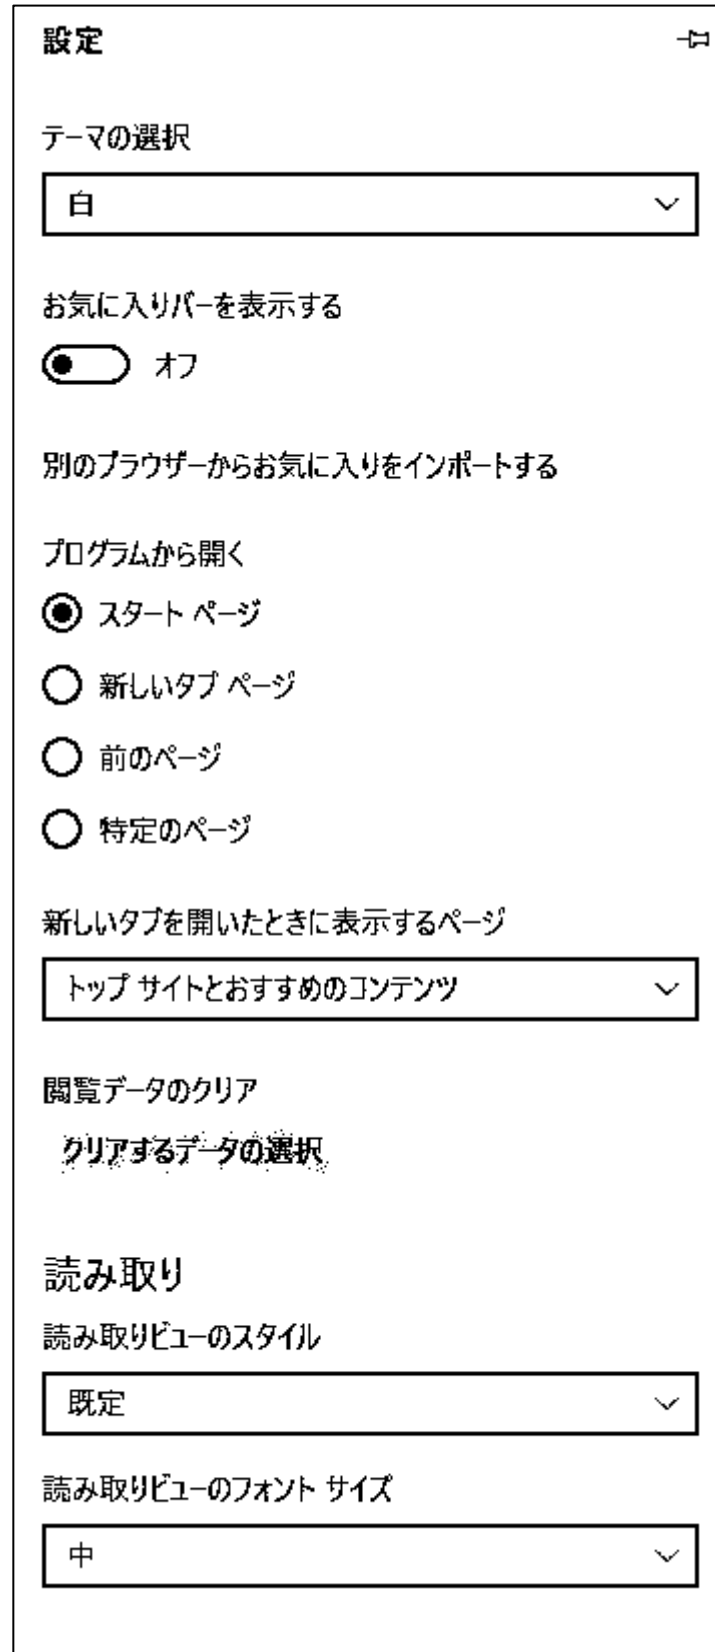 設定
テーマの選択
白
お気に入りバーを表示する
オフ
別のブラウザーからお気に入りをインポートする
プログラムから開く
スタート ページ
新しいタブ ページ
前のページ
特定のページ
新しいタブを開いたときに表示するページ
トップ サイトとおすすめのコンテンツ
閲覧データのクリア
クリアするデータの選択
読み取り
読み取りビューのスタイル
既定
読み取りビューのフォント サイズ
中